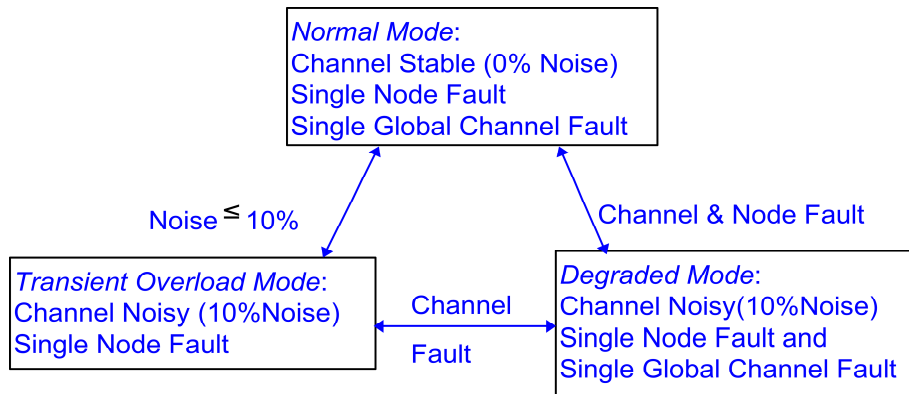 Normal Mode:
Channel Stable (0% Noise)
Single Node Fault
Single Global Channel Fault
Noise ≤ 10%
Channel & Node Fault
Transient Overload Mode:
Channel Noisy (10%Noise)
Single Node Fault
Channel
Fault
Degraded Mode:
Channel Noisy(10%Noise)
Single Node Fault and
Single Global Channel Fault